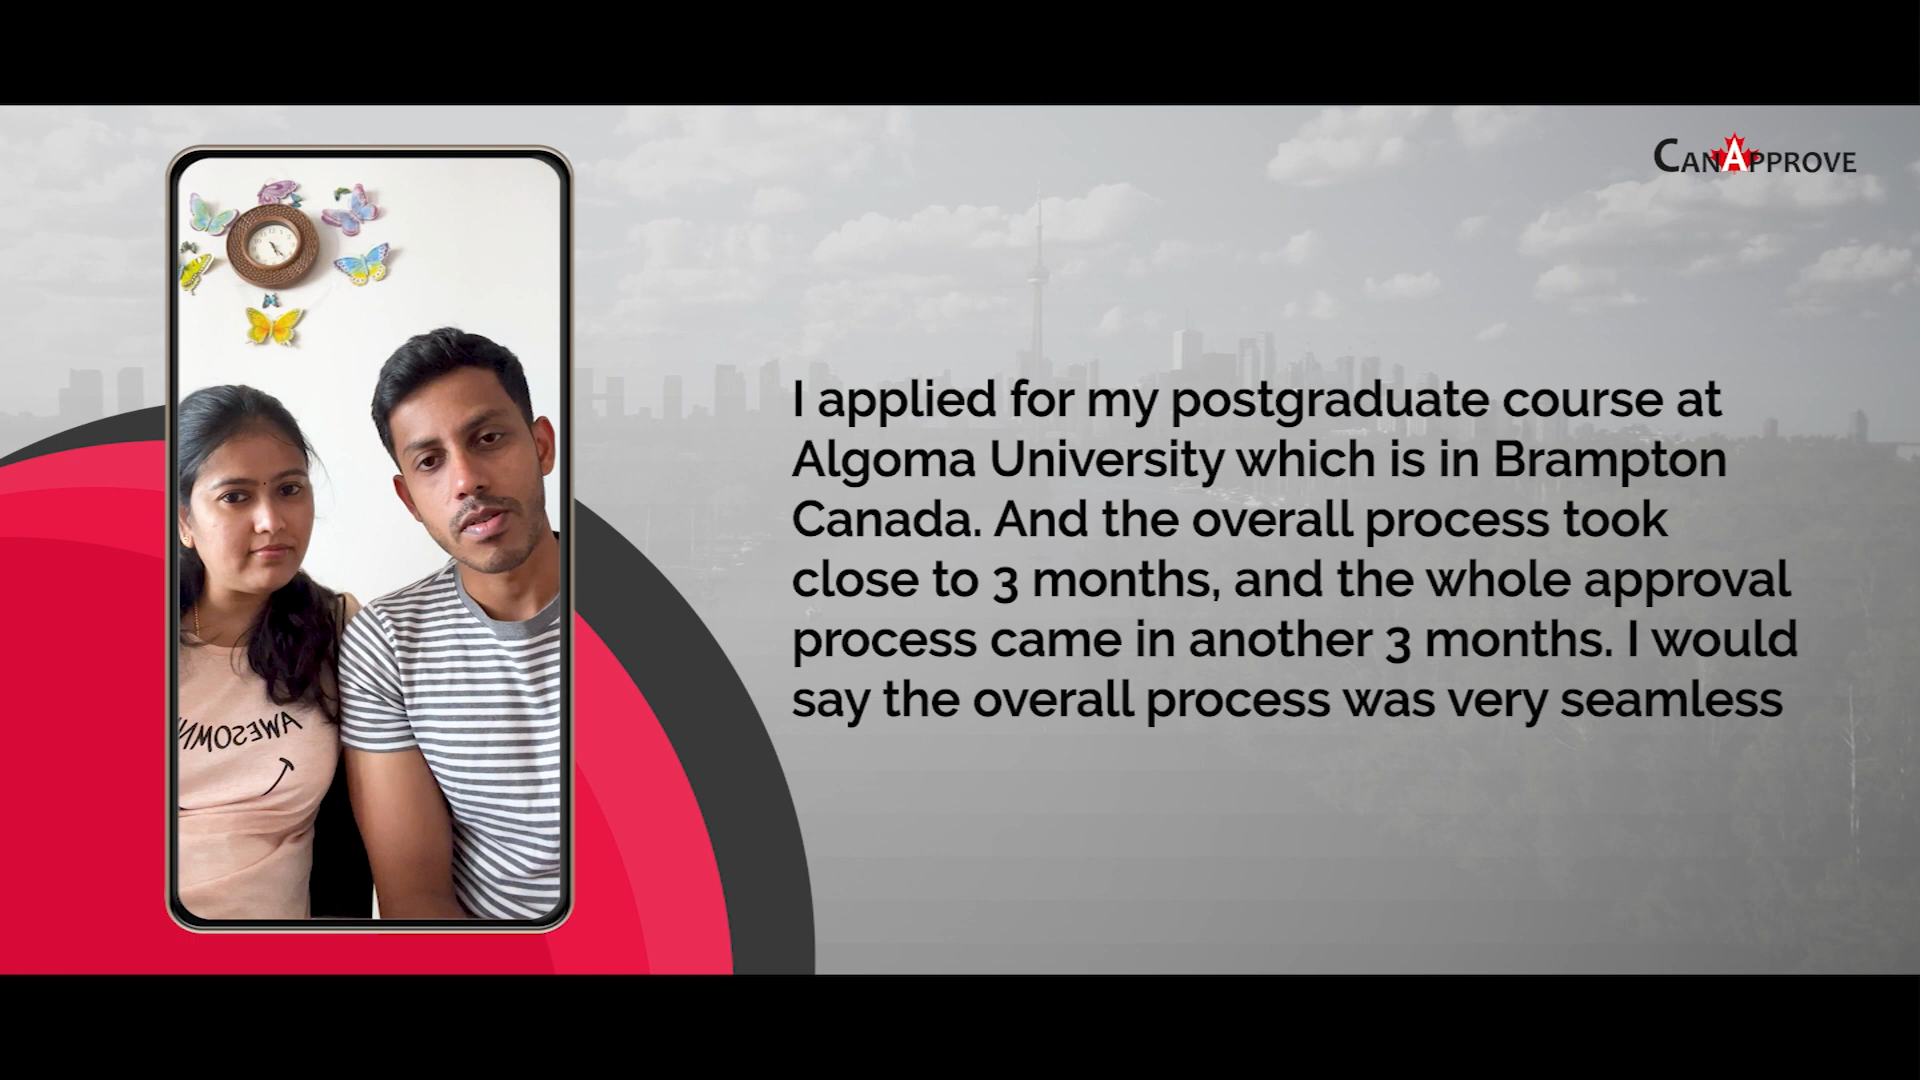 CANAPPROVE
I applied for my postgraduate course at
Algoma University which is in Brampton
Canada. And the overall process took
close to 3 months, and the whole approval
process came in another 3 months. I would
say the overall process was very seamless
AWESOM